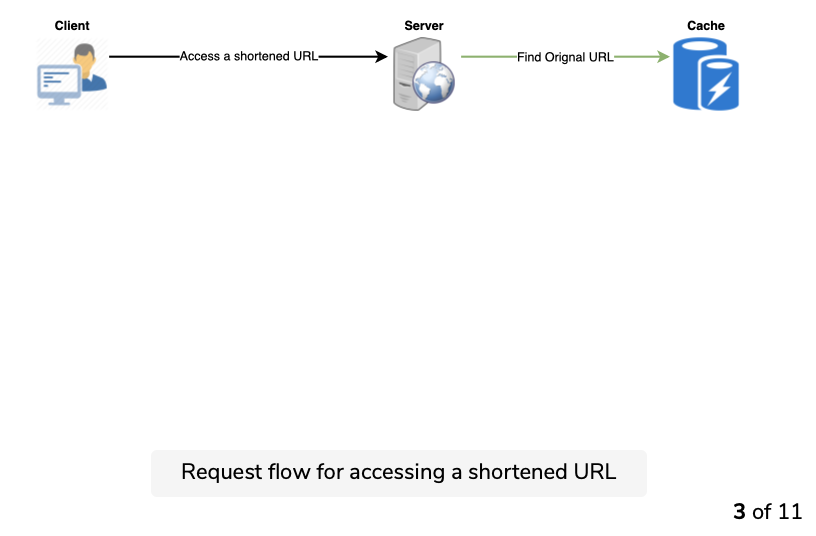 Client
Server
Cache
Access a shortened URL
Find Orignal URL
Request flow for accessing a shortened URL
3 of 11